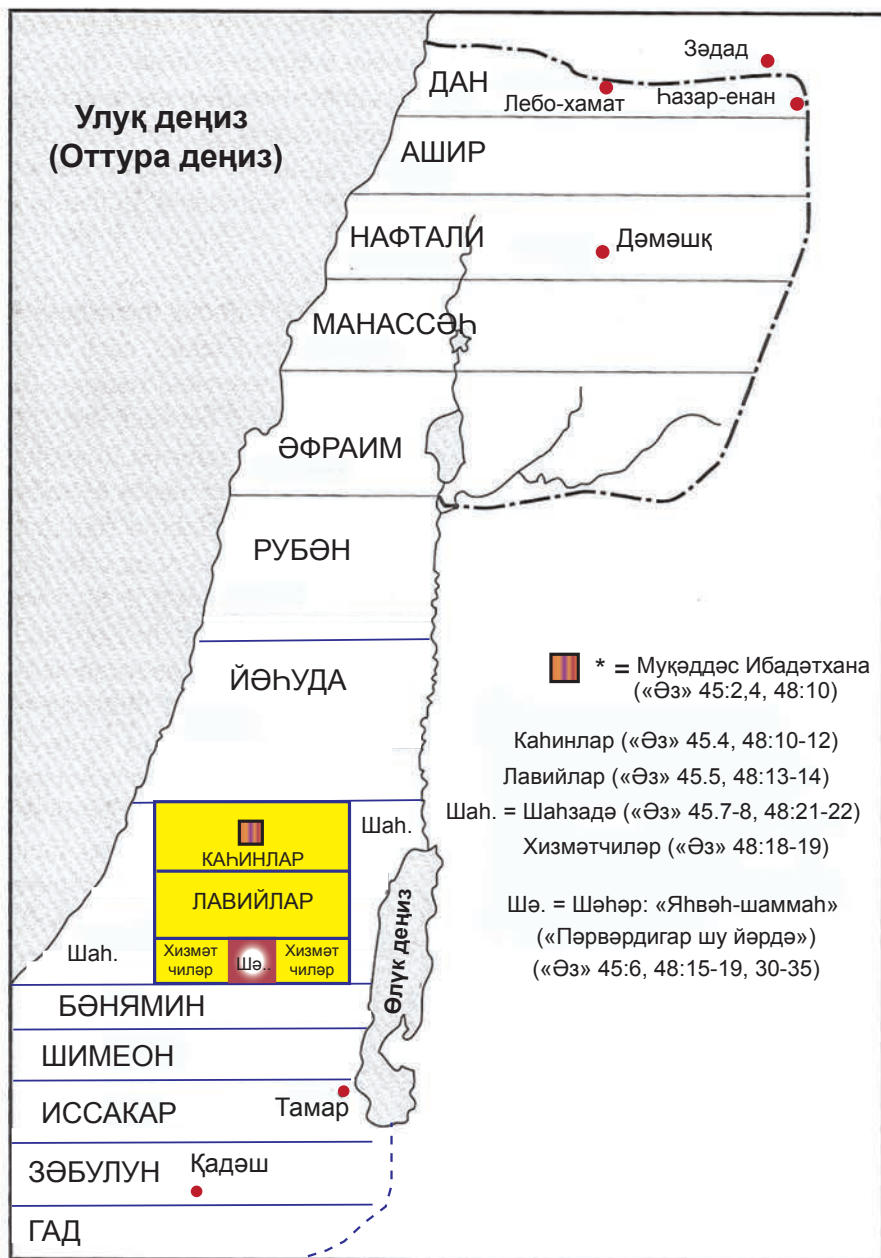 Зәдад
ДАН
Лебо-хамат
Һазар-енан
Улуқ деңиз
(Оттура деңиз)
АШИР
НАФТАЛИ
Дәмәшқ
МАНАССӘҺ
ӘФРАИМ
РУБӘН
ЙӘҺУДА
* = Муқәддәс Ибадәтхана
(«Әз» 45:2,4, 48:10)
Каһинлар («Әз» 45.4, 48:10-12)
Лавийлар («Әз» 45.5, 48:13-14)
Шаһ. = Шаһзадә («Әз» 45.7-8, 48:21-22)
Хизмәтчиләр («Әз» 48:18-19)
Шә. = Шәһәр: «Яһвәһ-шаммаһ»
(«Пәрвәрдигар шу йәрдә»)
(«Әз» 45:6, 48:15-19, 30-35)
Шаһ.
КАҺИНЛАР
ЛАВИЙЛАР
Шаһ.
Хизмәт
чиләр
Шә..
Хизмәт
чиләр
Өлүк деңиз
БӘНЯМИН
ШИМЕОН
ИССАКАР
Тамар
ЗӘБУЛУН
Қадәш
ГАД